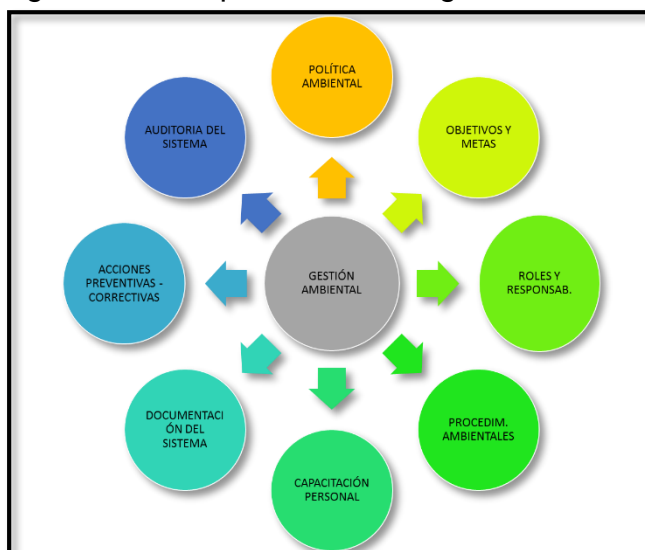 POLÍTICA
AMBIENTAL
OBJETIVOS Y
METAS
ROLES Y
RESPONSAB.
PROCEDIM.
AMBIENTALES
CAPACITACIÓN
PERSONAL
DOCUMENTACI
ÓN DEL
SISTEMA
ACCIONES
PREVENTIVAS -
CORRECTIVAS
AUDITORIA DEL
SISTEMA
GESTIÓN
AMBIENTAL